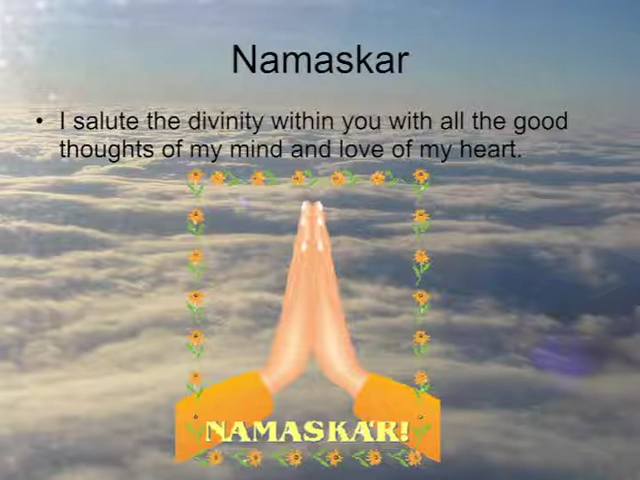 Namaskar
• I salute the divinity within you with all the good
thoughts of my mind and love of my heart.
NAMASKAR!